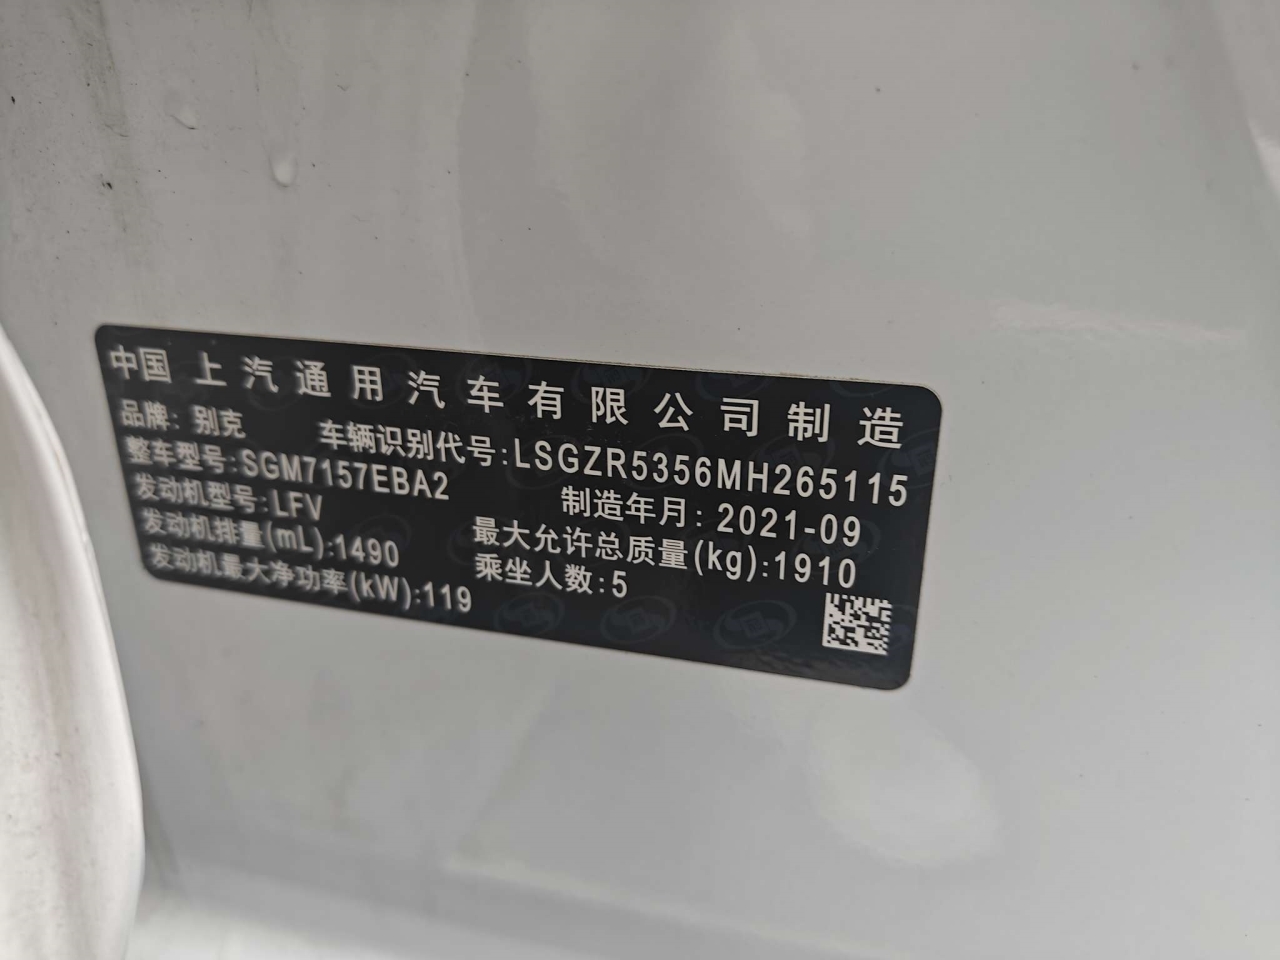 中国 上汽通用汽车有限公司制造
品牌: 别克 车辆识别代号:LSGZR5356MH265115
整车型号:SGM7157EBA2 制造年月: 2021-09
发动机型号:LFV 最大允许总质量(kg):1910
发动机排量(mL):1490 乘坐人数:5
发动机最大净功率(kW):119